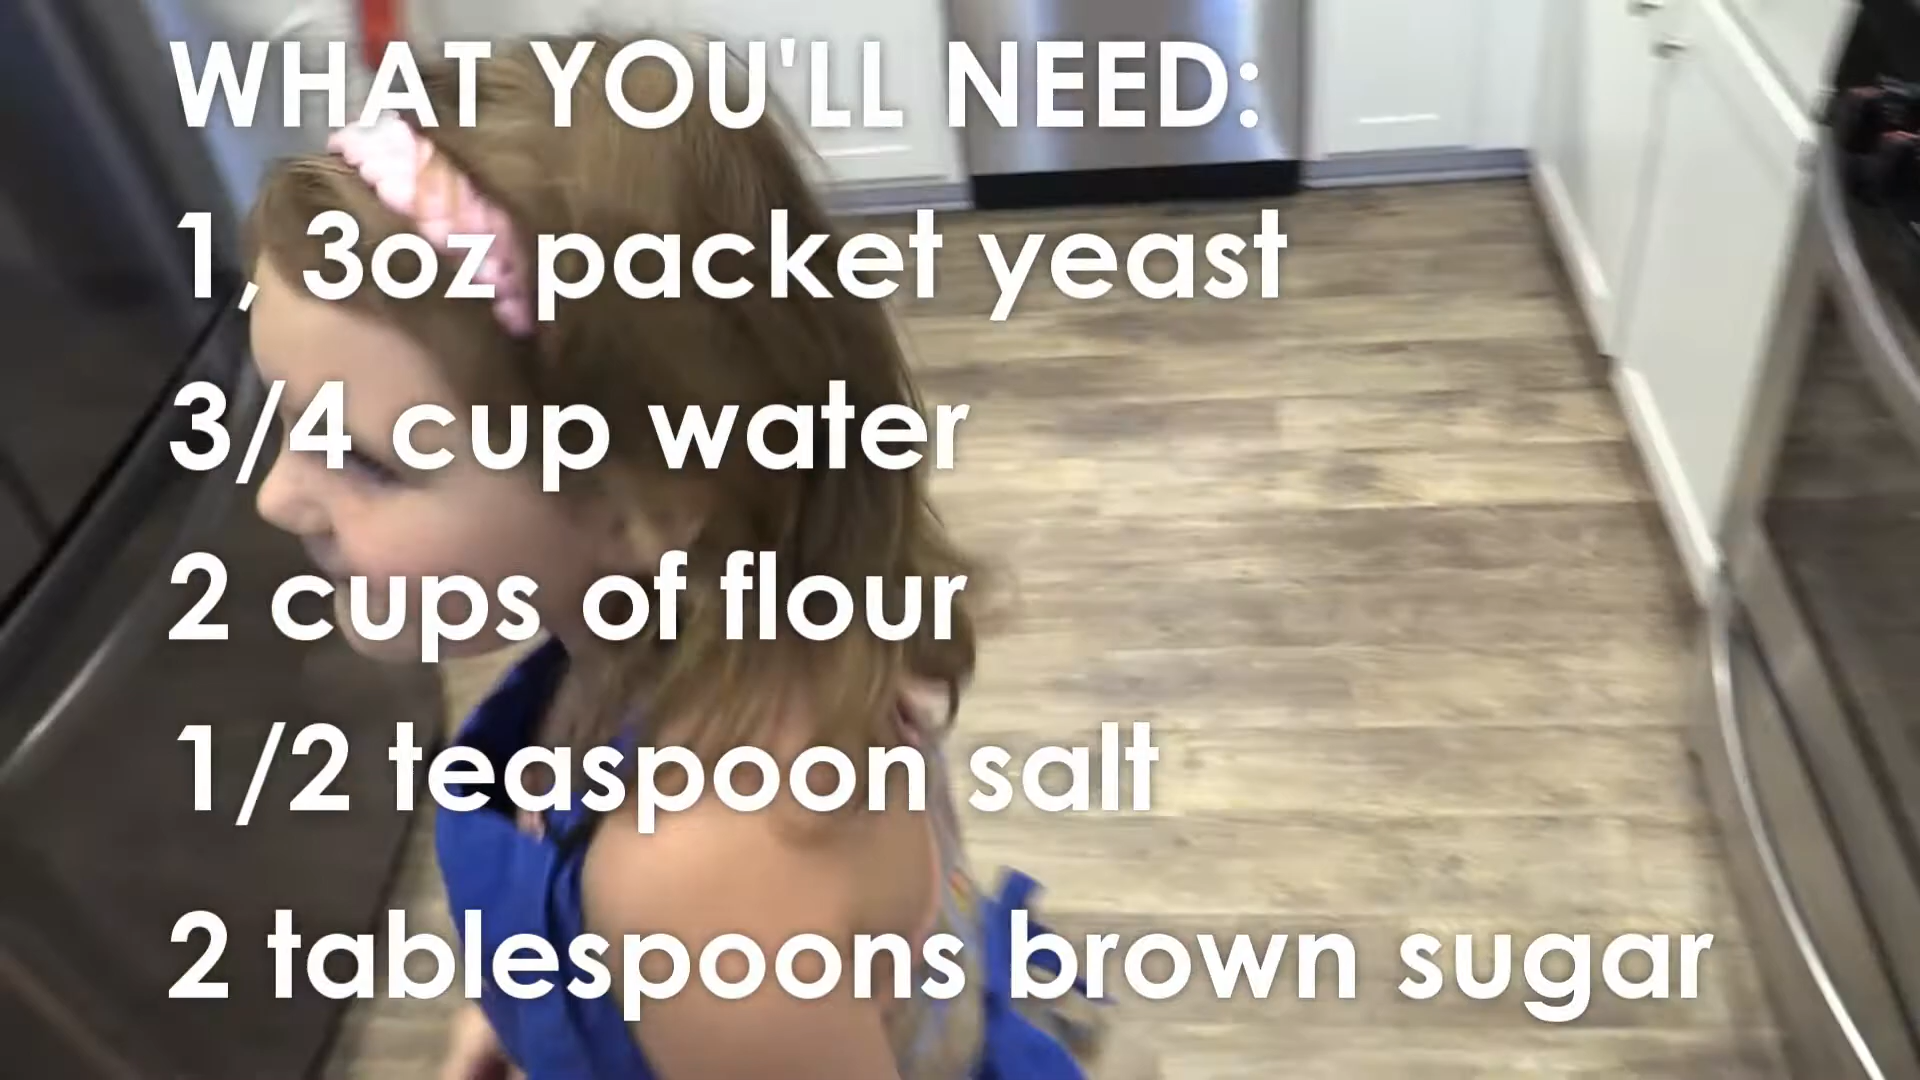 WHAT YOU'LL NEED:
1, 3oz packet yeast
3/4 cup water
2 cups of flour
1/2 teaspoon salt
2 tablespoons brown sugar